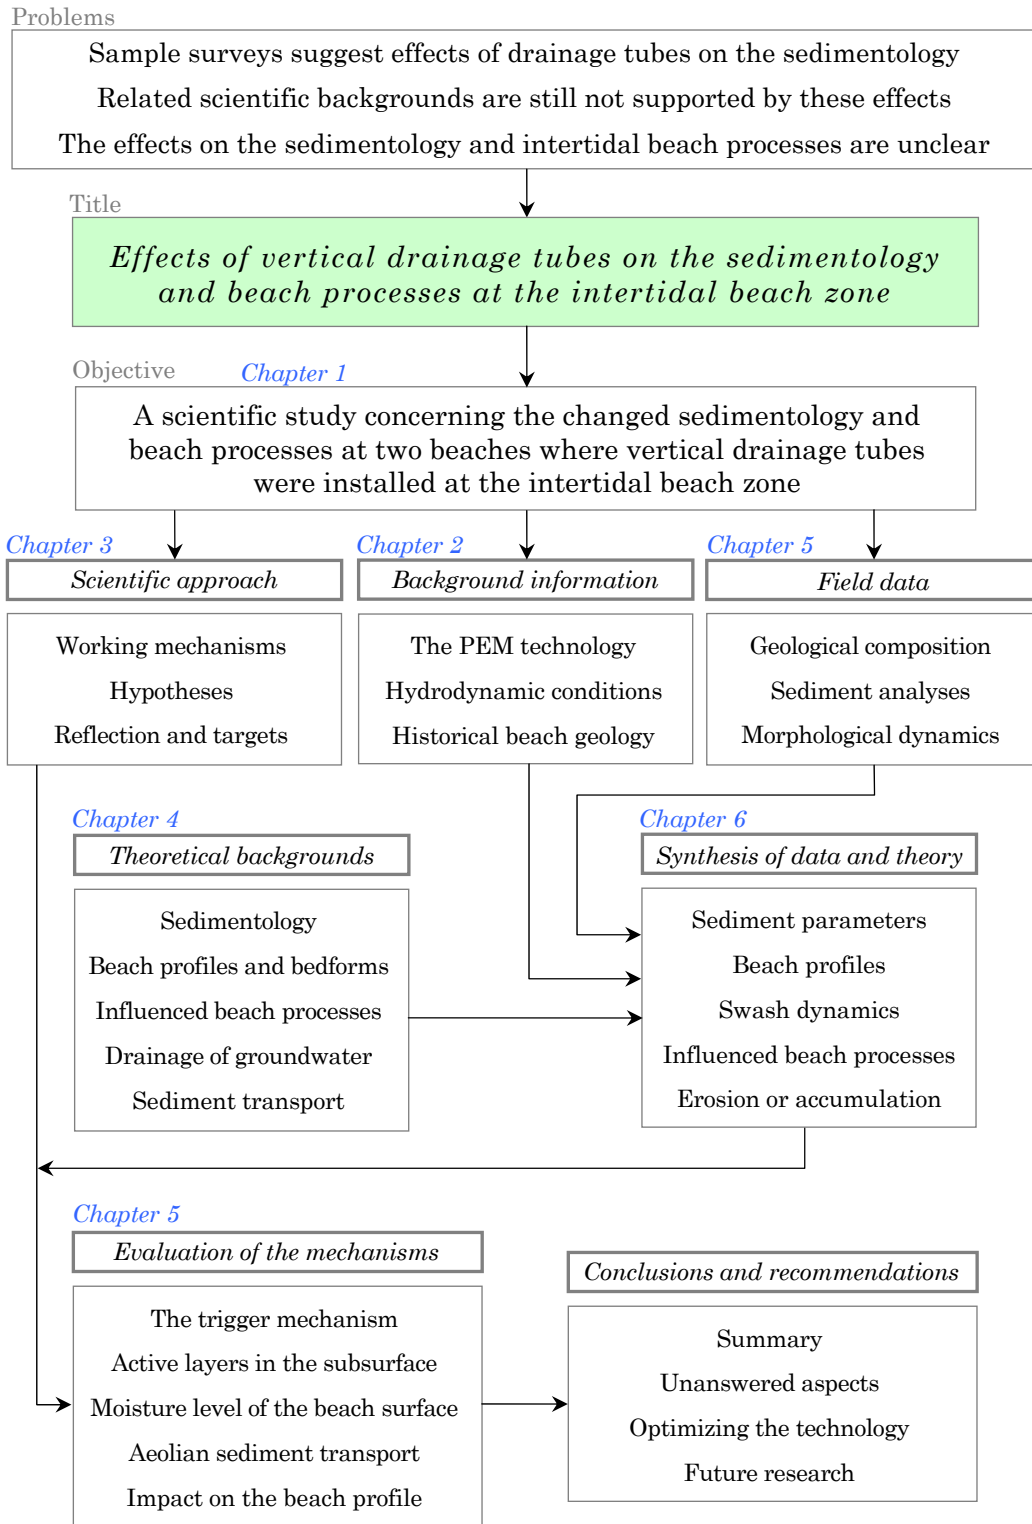 Problems
Sample surveys suggest effects of drainage tubes on the sedimentology
Related scientific backgrounds are still not supported by these effects
The effects on the sedimentology and intertidal beach processes are unclear
Title
Effects of vertical drainage tubes on the sedimentology
and beach processes at the intertidal beach zone
Objective
Chapter 1
A scientific study concerning the changed sedimentology and
beach processes at two beaches where vertical drainage tubes
were installed at the intertidal beach zone
Chapter 3
Scientific approach
Working mechanisms
Hypotheses
Reflection and targets
Chapter 2
Background information
The PEM technology
Hydrodynamic conditions
Historical beach geology
Chapter 5
Field data
Geological composition
Sediment analyses
Morphological dynamics
Chapter 4
Theoretical backgrounds
Sedimentology
Beach profiles and bedforms
Influenced beach processes
Drainage of groundwater
Sediment transport
Chapter 6
Synthesis of data and theory
Sediment parameters
Beach profiles
Swash dynamics
Influenced beach processes
Erosion or accumulation
Chapter 5
Evaluation of the mechanisms
The trigger mechanism
Active layers in the subsurface
Moisture level of the beach surface
Aeolian sediment transport
Impact on the beach profile
Conclusions and recommendations
Summary
Unanswered aspects
Optimizing the technology
Future research